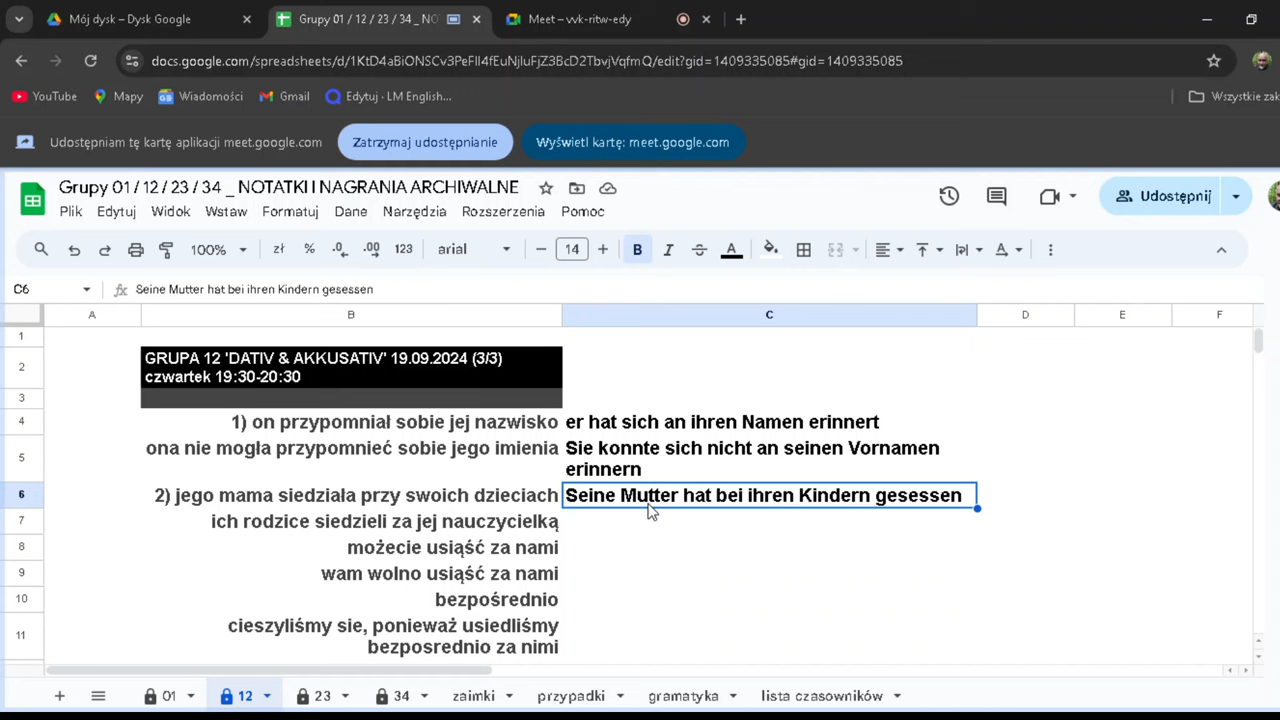 Mój dysk – Dysk Google
Grupy 01 / 12 / 23 / 34 _ NO
Meet – vvk-ritw-edy
docs.google.com/spreadsheets/d/1KtD4aBiONSCv3PeFlI4fEuNjluFjZ3BcD2TbvjVqfmQ/edit?gid=1409335085#gid=1409335085
YouTube
Mapy
Wiadomości
Gmail
Edytuj · LM English...
Wszystkie zak
Udostępniam tę kartę aplikacji meet.google.com
Zatrzymaj udostępnianie
Wyświetl kartę: meet.google.com
Grupy 01 / 12 / 23 / 34 _ NOTATKI I NAGRANIA ARCHIWALNE
Plik Edytuj Widok Wstaw Formatuj Dane Narzędzia Rozszerzenia Pomoc
Udostępnij
100% zł % .0 .00 123 arial 14 B I A
C6 fx Seine Mutter hat bei ihren Kindern gesessen
A B C D E F
1
2 GRUPA 12 'DATIV & AKKUSATIV' 19.09.2024 (3/3)
czwartek 19:30-20:30
3
4 1) on przypomniał sobie jej nazwisko er hat sich an ihren Namen erinnert
5 ona nie mogla przypomnieć sobie jego imienia Sie konnte sich nicht an seinen Vornamen
erinnern
6 2) jego mama siedziała przy swoich dzieciach Seine Mutter hat bei ihren Kindern gesessen
7 ich rodzice siedzieli za jej nauczycielką
8 możecie usiąść za nami
9 wam wolno usiąść za nami
10 bezpośrednio
11 cieszyliśmy sie, ponieważ usiedliśmy
bezposrednio za nimi
01 12 23 34 zaimki przypadki gramatyka lista czasowników